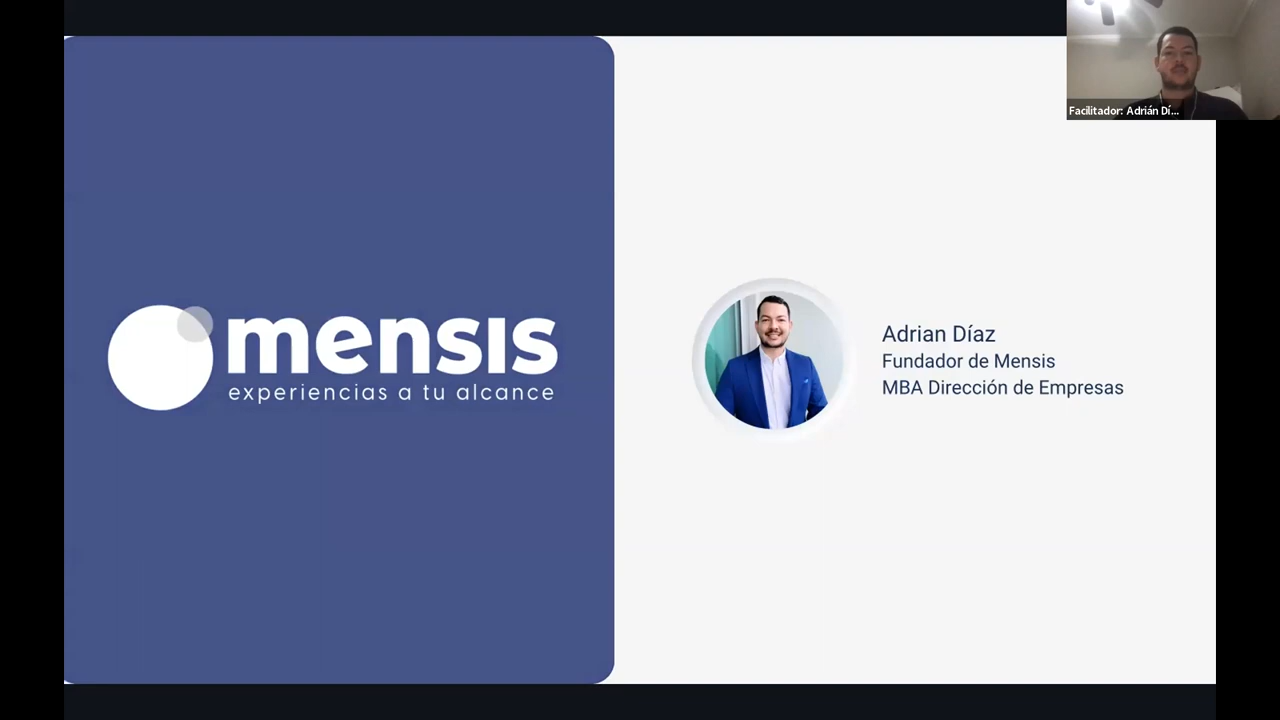 Facilitador: Adrián Dí...
mensis
experiencias a tu alcance
Adrian Díaz
Fundador de Mensis
MBA Dirección de Empresas